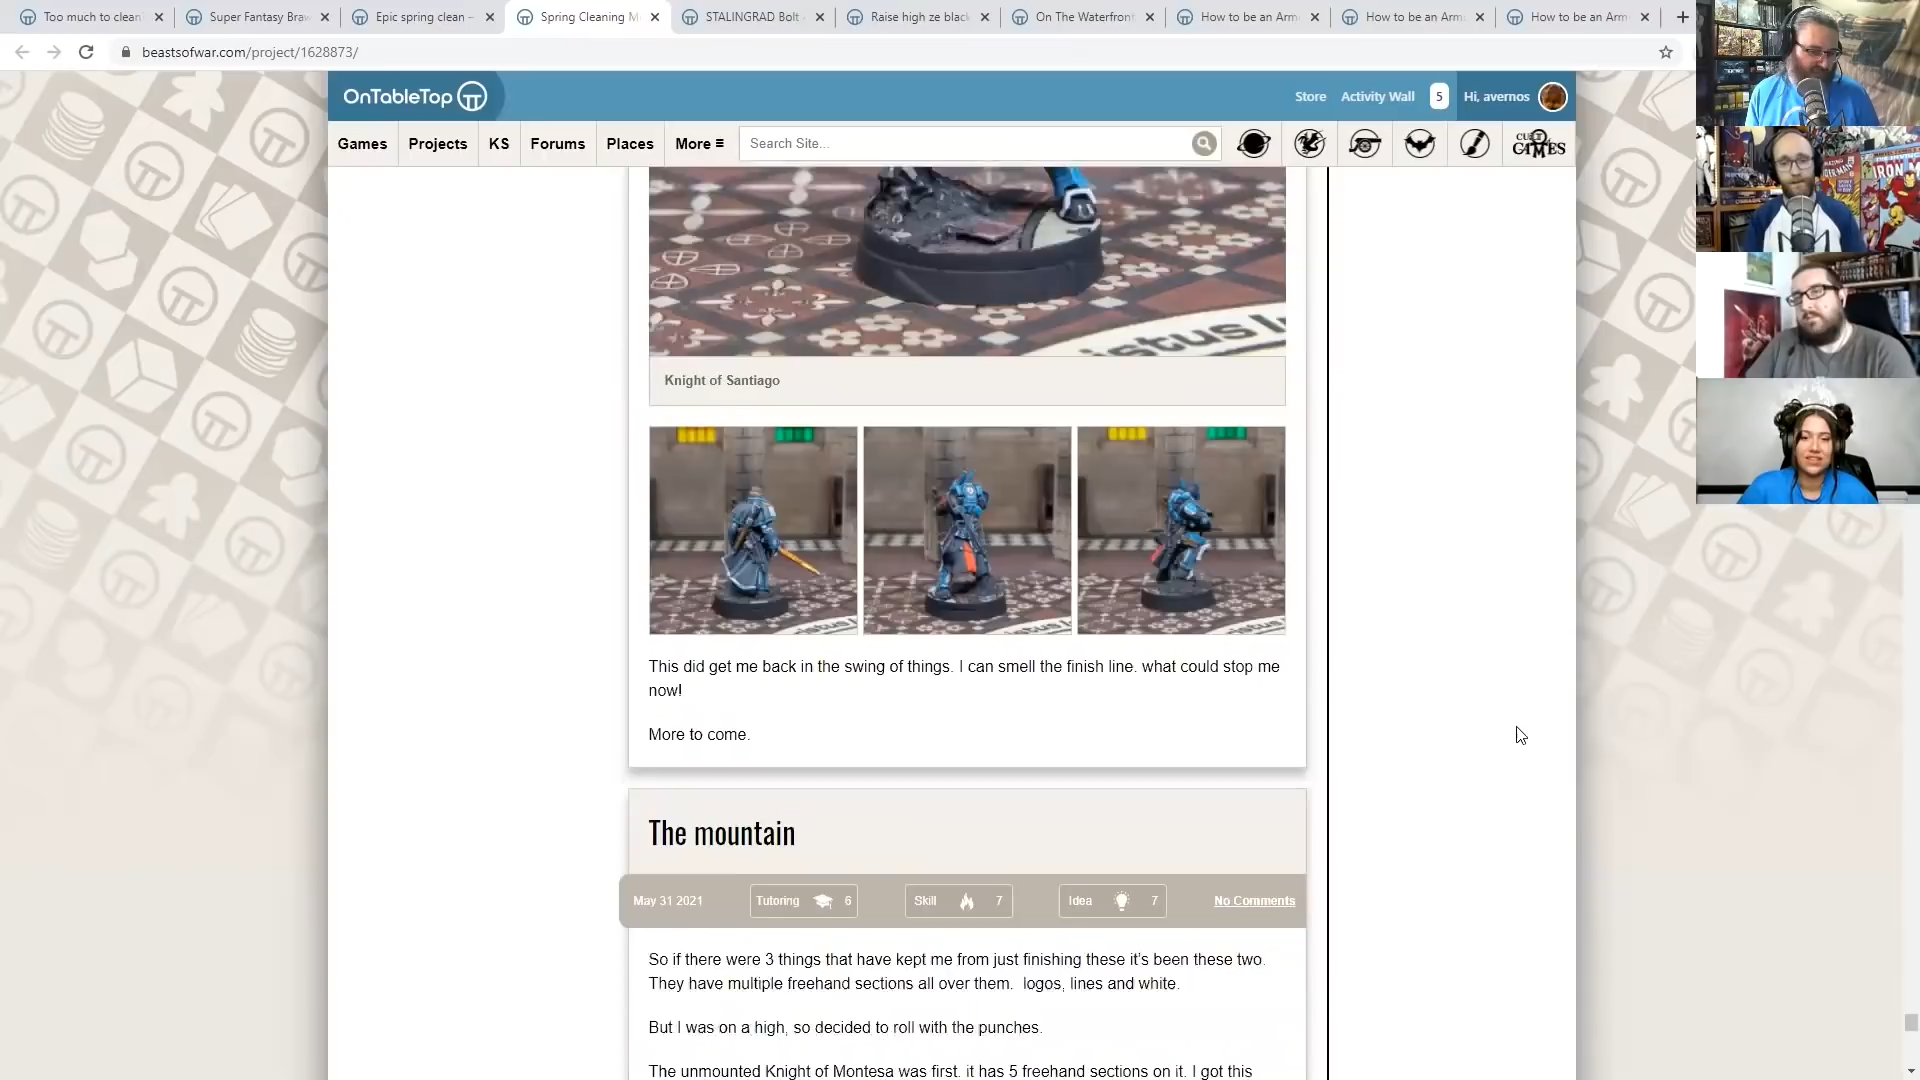 Too much to clean
Super Fantasy Braw
Epic spring clean –
Spring Cleaning M
STALINGRAD Bolt
Raise high ze black
On The Waterfront
How to be an Arm
How to be an Arm
How to be an Arm
beastsofwar.com/project/1628873/
OnTableTop
Store
Activity Wall
5
Hi, avernos
Games
Projects
KS
Forums
Places
More ≡
Search Site...
CULT OF GAMES
IRON M
Knight of Santiago
This did get me back in the swing of things. I can smell the finish line. what could stop me
now!
More to come.
The mountain
May 31 2021
Tutoring 6
Skill 7
Idea 7
No Comments
So if there were 3 things that have kept me from just finishing these it's been these two.
They have multiple freehand sections all over them. logos, lines and white.
But I was on a high, so decided to roll with the punches.
The unmounted Knight of Montesa was first. it has 5 freehand sections on it. I got this